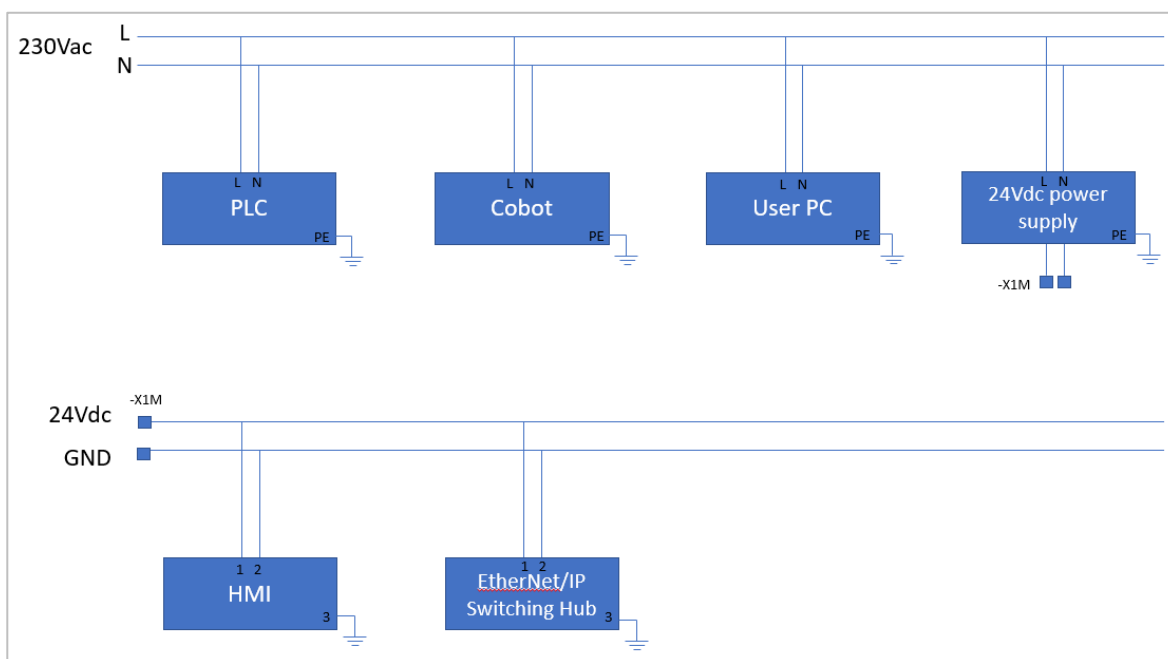 230Vac
L
N
L N
PLC
PE
L N
Cobot
PE
L N
User PC
PE
L N
24Vdc power
supply
PE
-X1M
-X1M
24Vdc
GND
1 2
HMI
3
1 2
EtherNet/IP
Switching Hub
3